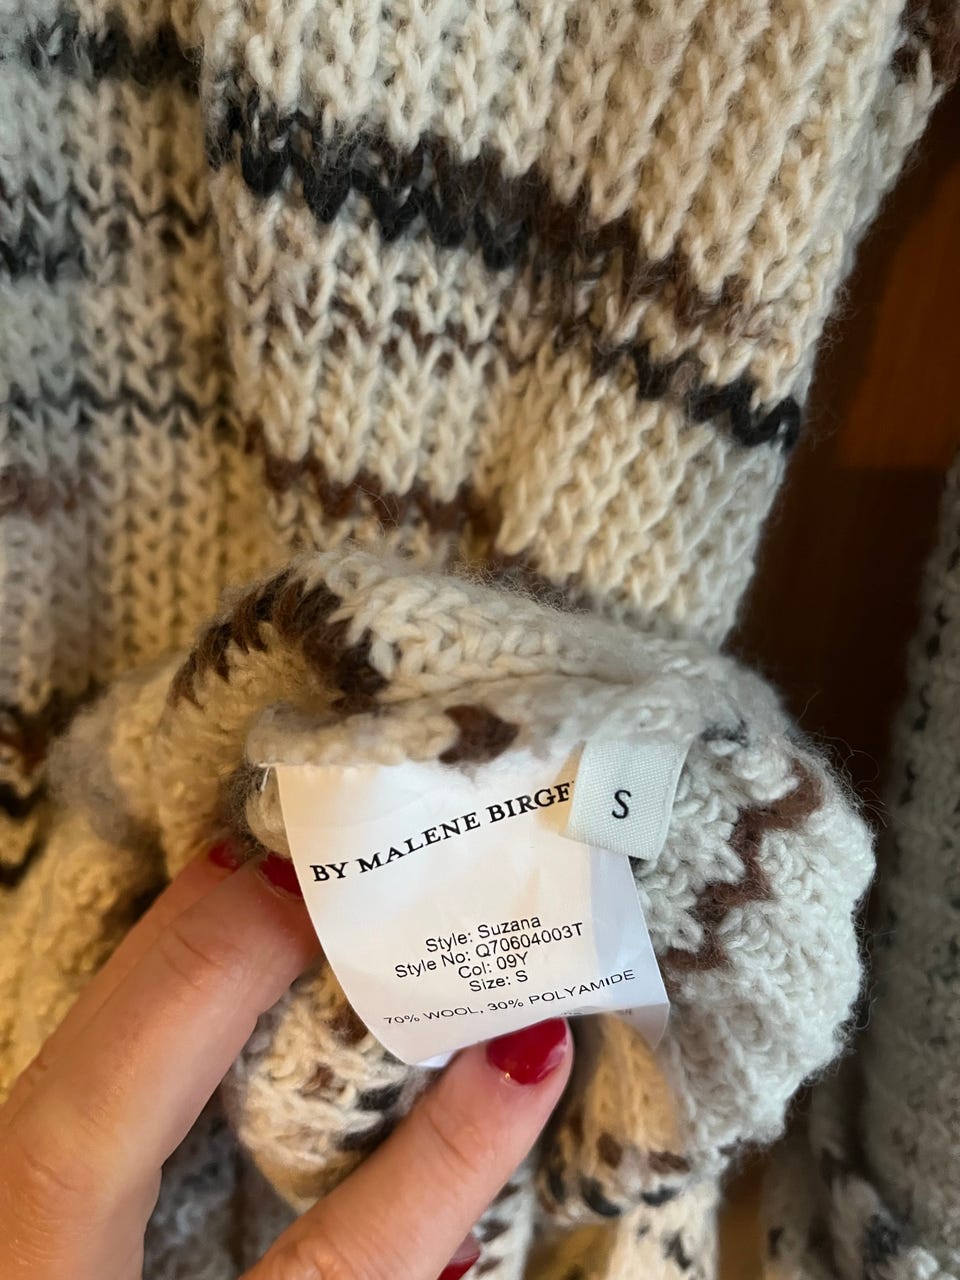 BY MALENE BIRGE
S
Style: Suzana
Style No: Q70604003T
Col: 09Y
Size: S
70% WOOL, 30% POLYAMIDE